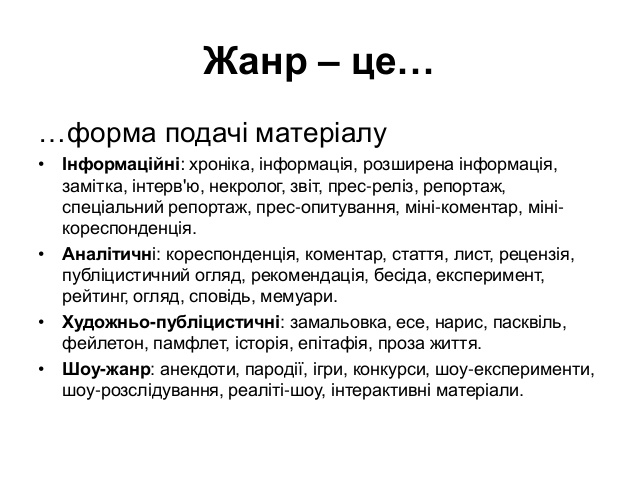 Жанр – це…
…форма подачі матеріалу
• Інформаційні: хроніка, інформація, розширена інформація,
замітка, інтерв'ю, некролог, звіт, прес-реліз, репортаж,
спеціальний репортаж, прес-опитування, міні-коментар, міні-
кореспонденція.
• Аналітичні: кореспонденція, коментар, стаття, лист, рецензія,
публіцистичний огляд, рекомендація, бесіда, експеримент,
рейтинг, огляд, сповідь, мемуари.
• Художньо-публіцистичні: замальовка, есе, нарис, пасквіль,
фейлетон, памфлет, історія, епітафія, проза життя.
• Шоу-жанр: анекдоти, пародії, ігри, конкурси, шоу-експерименти,
шоу-розслідування, реаліті-шоу, інтерактивні матеріали.